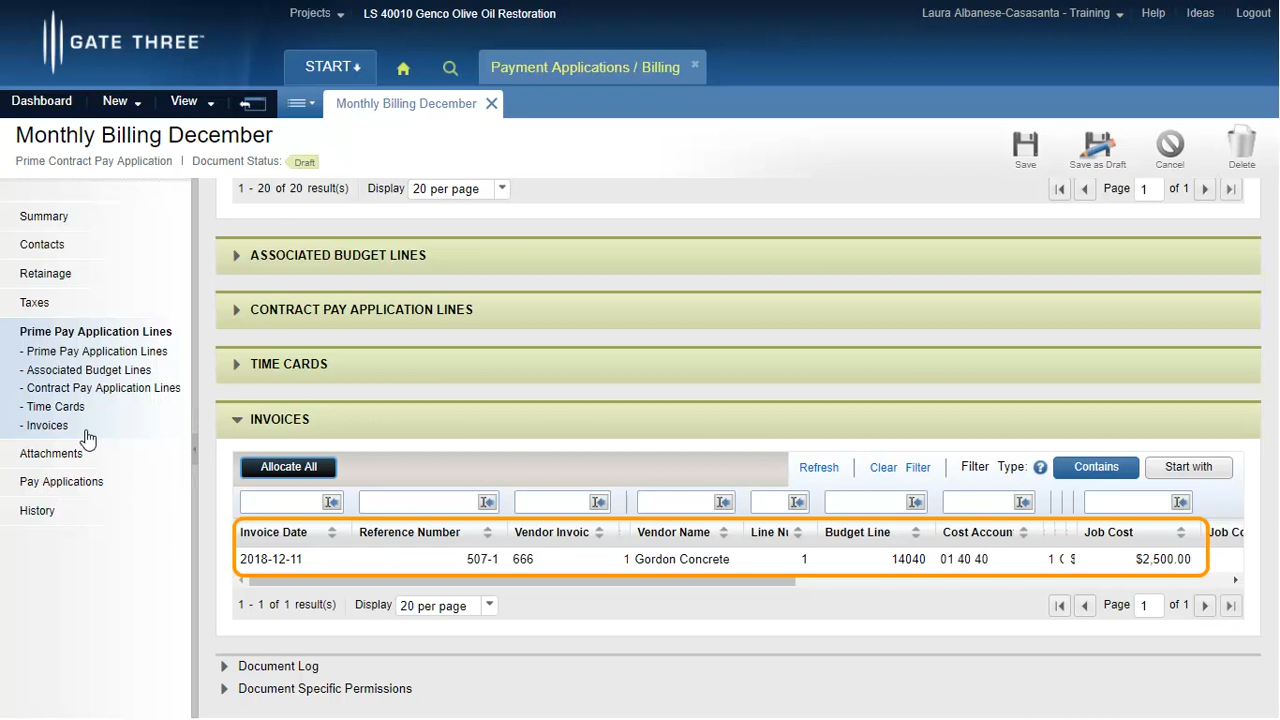 Projects LS 40010 Genco Olive Oil Restoration Laura Albanese-Casasanta - Training Help Ideas Logout
GATE THREE
START Payment Applications / Billing
Dashboard New View Monthly Billing December
Monthly Billing December
Prime Contract Pay Application | Document Status: Draft
Save Save as Draft Cancel Delete
1 - 20 of 20 result(s) Display 20 per page Page 1 of 1
Summary
Contacts
Retainage
Taxes
Prime Pay Application Lines
- Prime Pay Application Lines
- Associated Budget Lines
- Contract Pay Application Lines
- Time Cards
- Invoices
Attachments
Pay Applications
History
ASSOCIATED BUDGET LINES
CONTRACT PAY APPLICATION LINES
TIME CARDS
INVOICES
Allocate All Refresh | Clear Filter | Filter Type: ? Contains Start with
Invoice Date Reference Number Vendor Invoic Vendor Name Line Nu Budget Line Cost Accoun Job Cost Job Co
2018-12-11 507-1 666 1 Gordon Concrete 1 14040 01 40 40 1 $ $2,500.00
1 - 1 of 1 result(s) Display 20 per page Page 1 of 1
Document Log
Document Specific Permissions